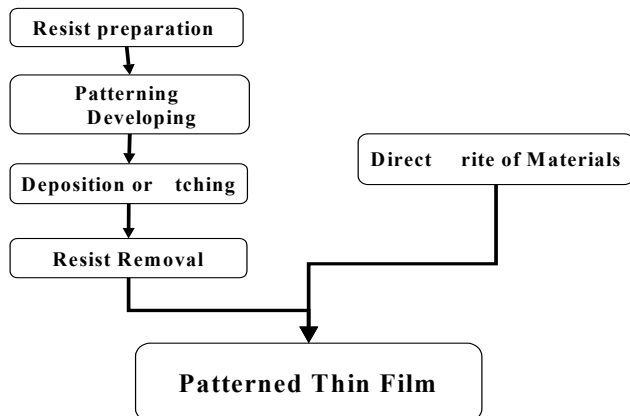 Resist preparation
Patterning
Developing
Deposition or tching
Resist Removal
Direct rite of Materials
Patterned Thin Film